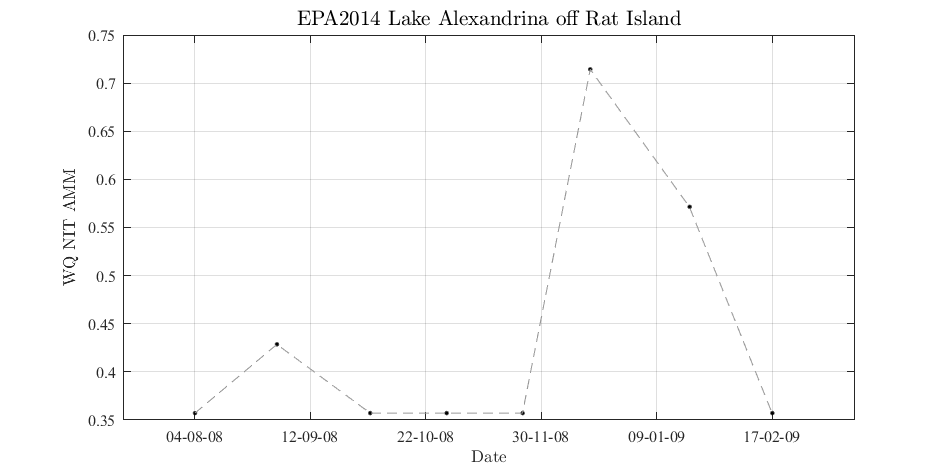 EPA2014 Lake Alexandrina off Rat Island
0.75
0.7
0.65
0.6
0.55
0.5
0.45
0.4
0.35
WQ NIT AMM
04-08-08 12-09-08 22-10-08 30-11-08 09-01-09 17-02-09
Date